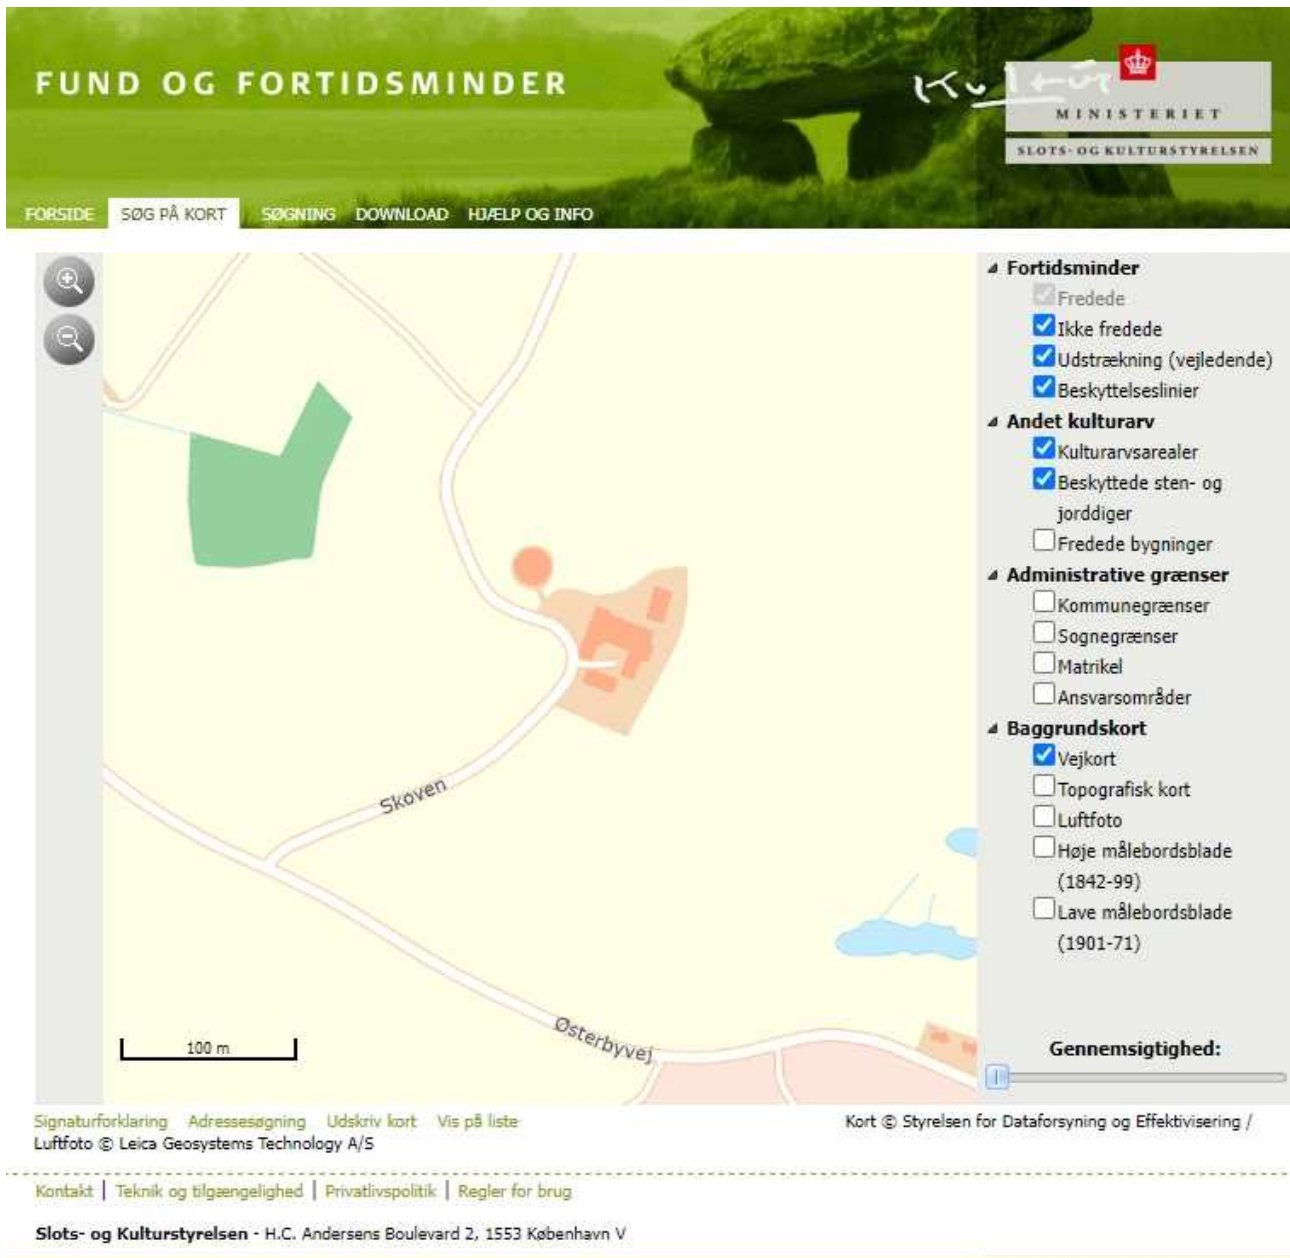 FUND OG FORTIDSMINDER
Kultur
MINISTERIET
SLOTS- OG KULTURSTYRELSEN
FORSIDE SØG PÅ KORT SØGNING DOWNLOAD HJÆLP OG INFO
Fortidsminder
Fredede
Ikke fredede
Udstrækning (vejledende)
Beskyttelseslinier
Andet kulturarv
Kulturarvsarealer
Beskyttede sten- og
jorddiger
Fredede bygninger
Administrative grænser
Kommunegrænser
Sognegrænser
Matrikel
Ansvarsområder
Baggrundskort
Vejkort
Topografisk kort
Luftfoto
Høje målebordsblade
(1842-99)
Lave målebordsblade
(1901-71)
Gennemsigtighed:
Skoven
Østerbyvej
100 m
Signaturforklaring Adressesøgning Udskriv kort Vis på liste
Kort © Styrelsen for Dataforsyning og Effektivisering /
Luftfoto © Leica Geosystems Technology A/S
Kontakt | Teknik og tilgængelighed | Privatlivspolitik | Regler for brug
Slots- og Kulturstyrelsen - H.C. Andersens Boulevard 2, 1553 København V